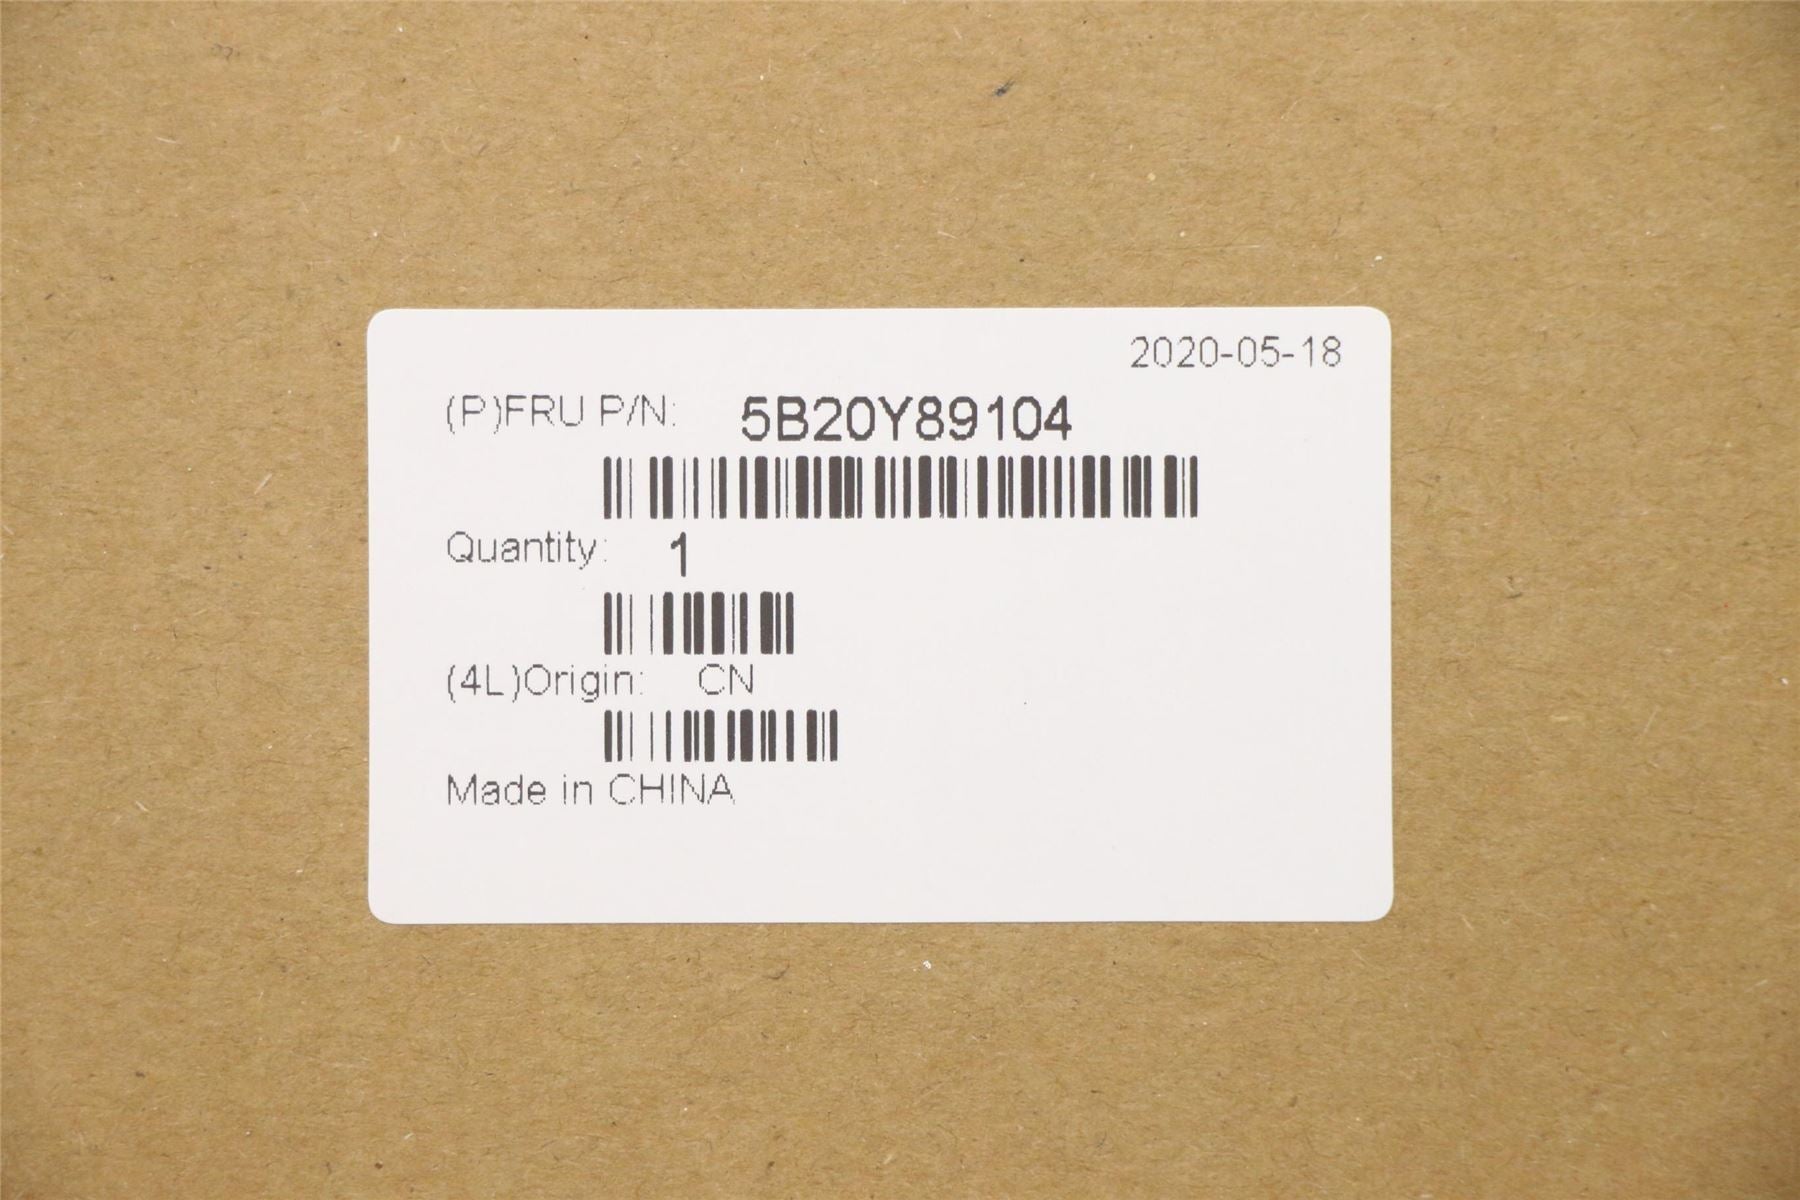 2020-05-18
(P)FRU P/N: 5B20Y89104
Quantity: 1
(4L)Origin: CN
Made in CHINA